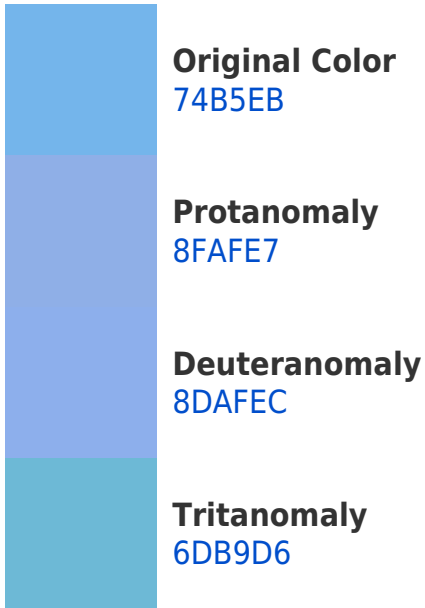 Original Color
74B5EB
Protanomaly
8FAFE7
Deuteranomaly
8DAFEC
Tritanomaly
6DB9D6